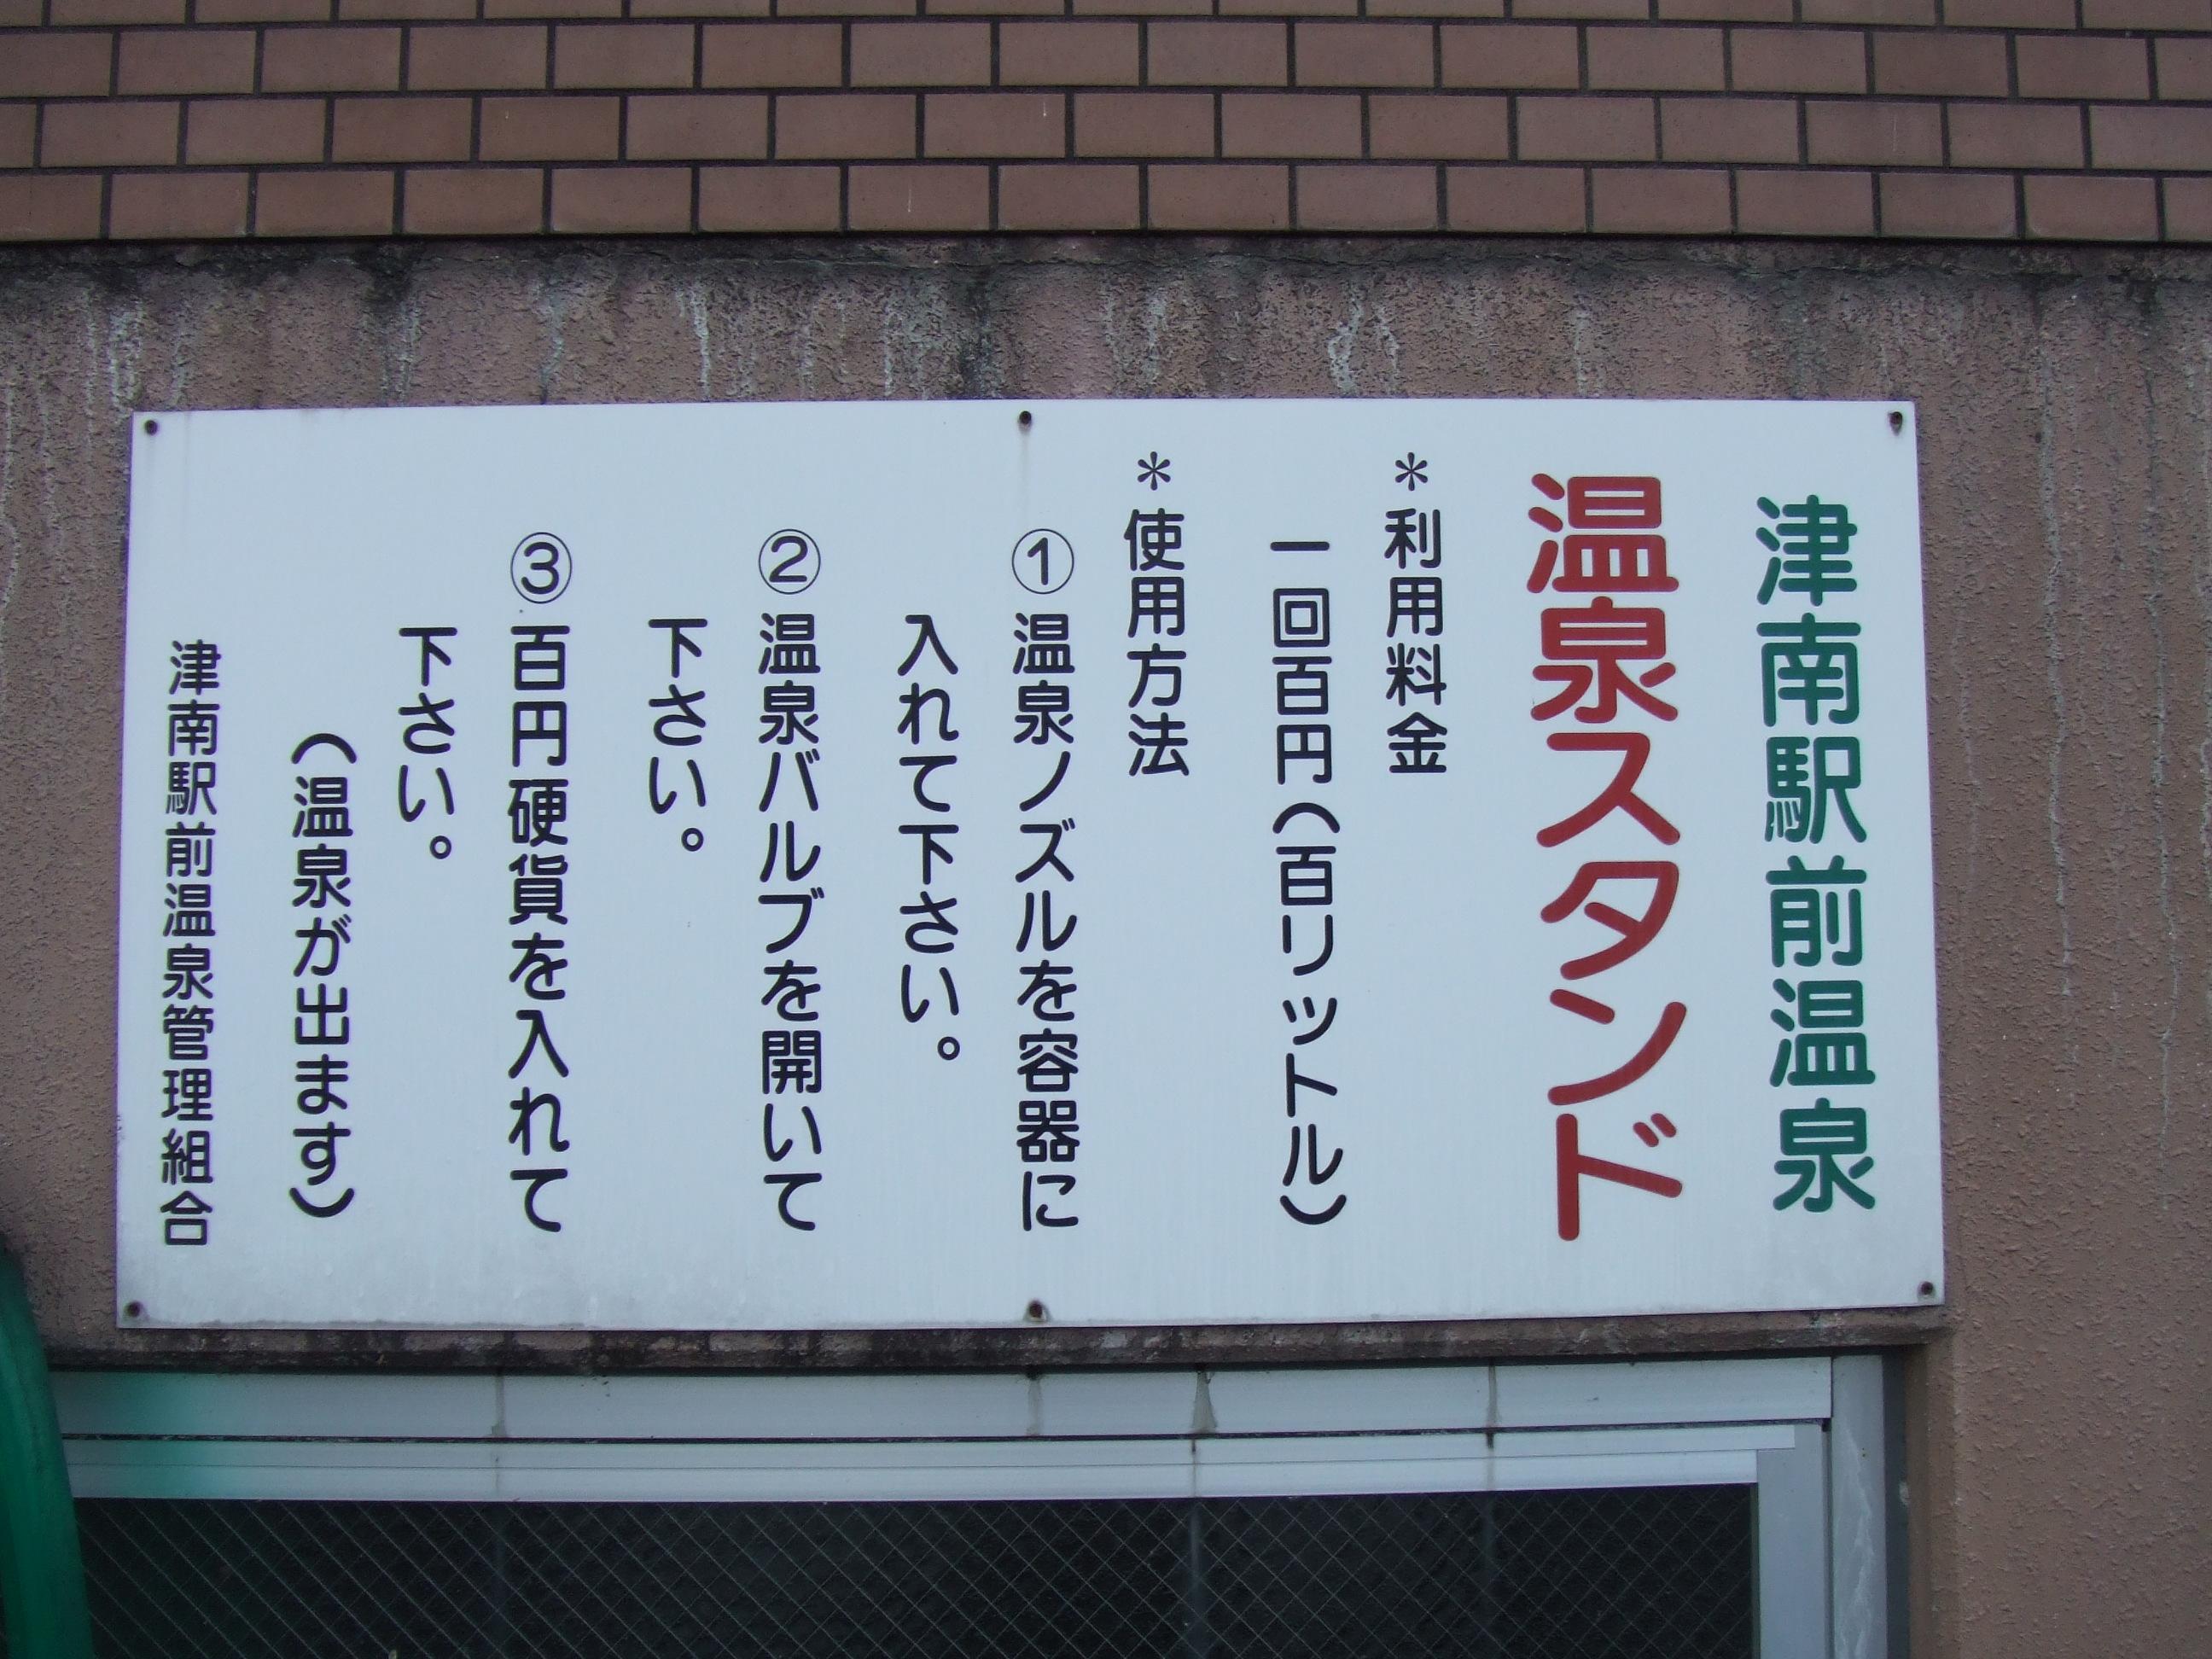 津南駅前温泉
温泉スタンド
＊利用料金
一回百円（百リットル）
＊使用方法
①温泉ノズルを容器に
入れて下さい。
②温泉バルブを開いて
下さい。
③百円硬貨を入れて
下さい。
（温泉が出ます）
津南駅前温泉管理組合